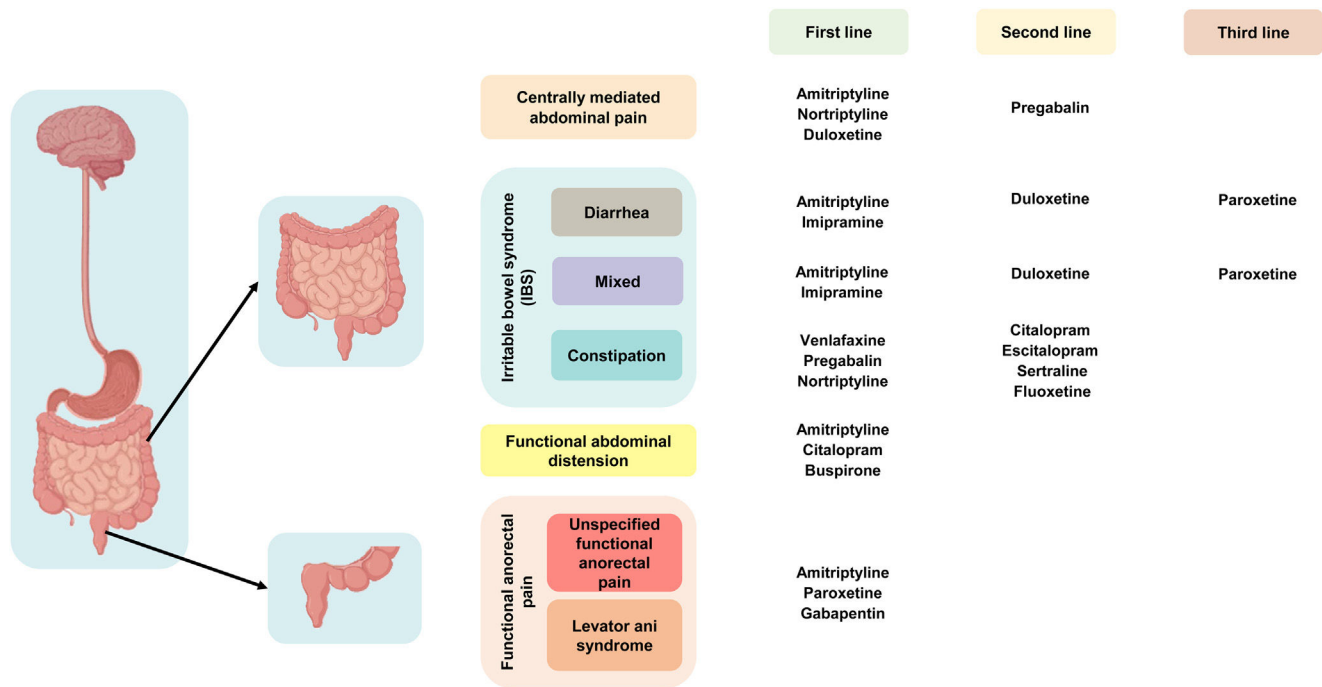 First line
Second line
Third line
Centrally mediated
abdominal pain
Amitriptyline
Nortriptyline
Duloxetine
Pregabalin
Irritable bowel syndrome
(IBS)
Diarrhea
Amitriptyline
Imipramine
Duloxetine
Paroxetine
Mixed
Amitriptyline
Imipramine
Duloxetine
Paroxetine
Constipation
Venlafaxine
Pregabalin
Nortriptyline
Citalopram
Escitalopram
Sertraline
Fluoxetine
Functional abdominal
distension
Amitriptyline
Citalopram
Buspirone
Functional anorectal
pain
Unspecified
functional
anorectal
pain
Levator ani
syndrome
Amitriptyline
Paroxetine
Gabapentin